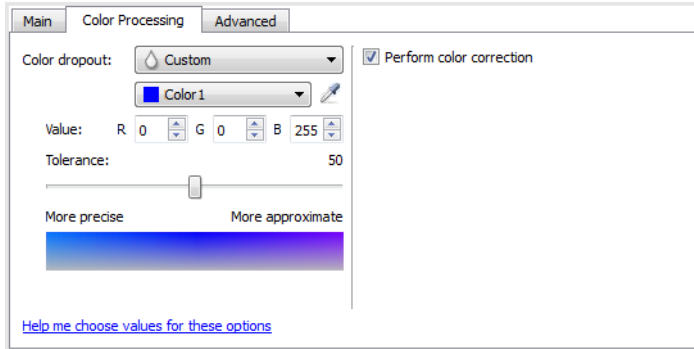 Main Color Processing Advanced
Color dropout: Custom
Perform color correction
Color1
Value: R 0 G 0 B 255
Tolerance: 50
More precise More approximate
Help me choose values for these options